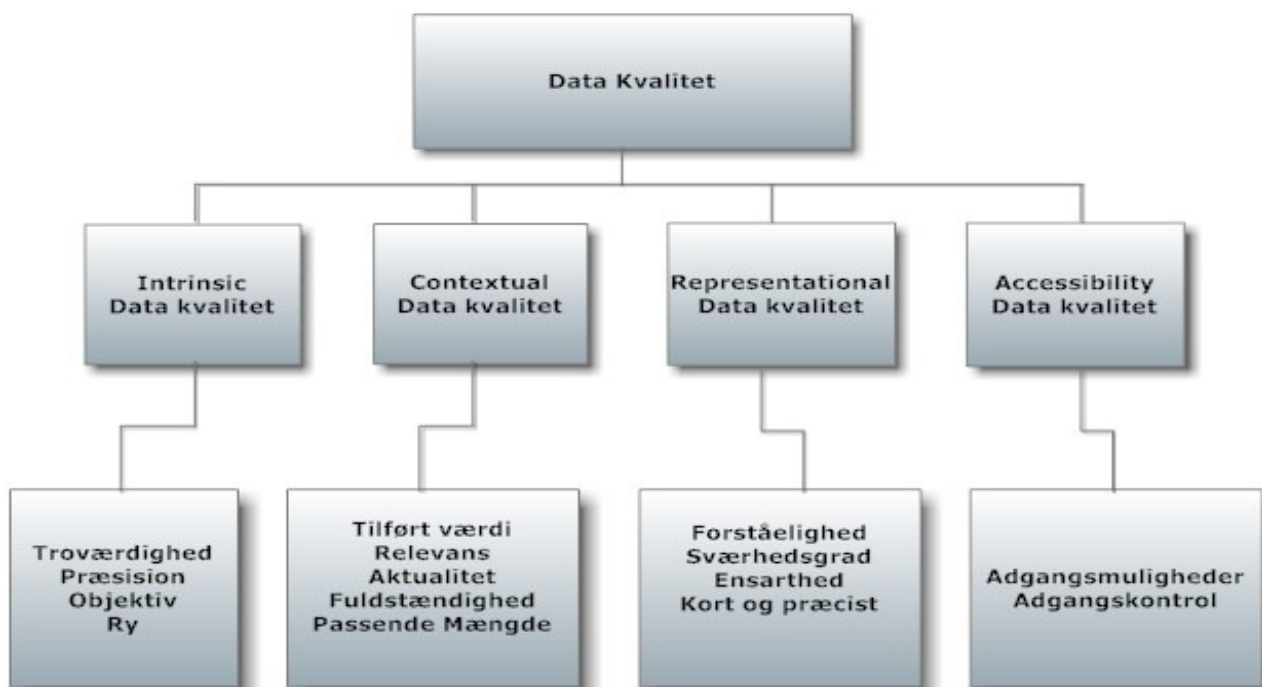 Data Kvalitet
Intrinsic
Data kvalitet
Contextual
Data kvalitet
Representational
Data kvalitet
Accessibility
Data kvalitet
Troværdighed
Præsision
Objektiv
Ry
Tilført værdi
Relevans
Aktualitet
Fuldstændighed
Passende Mængde
Forståelighed
Sværhedsgrad
Ensarthed
Kort og præcist
Adgangsmuligheder
Adgangskontrol